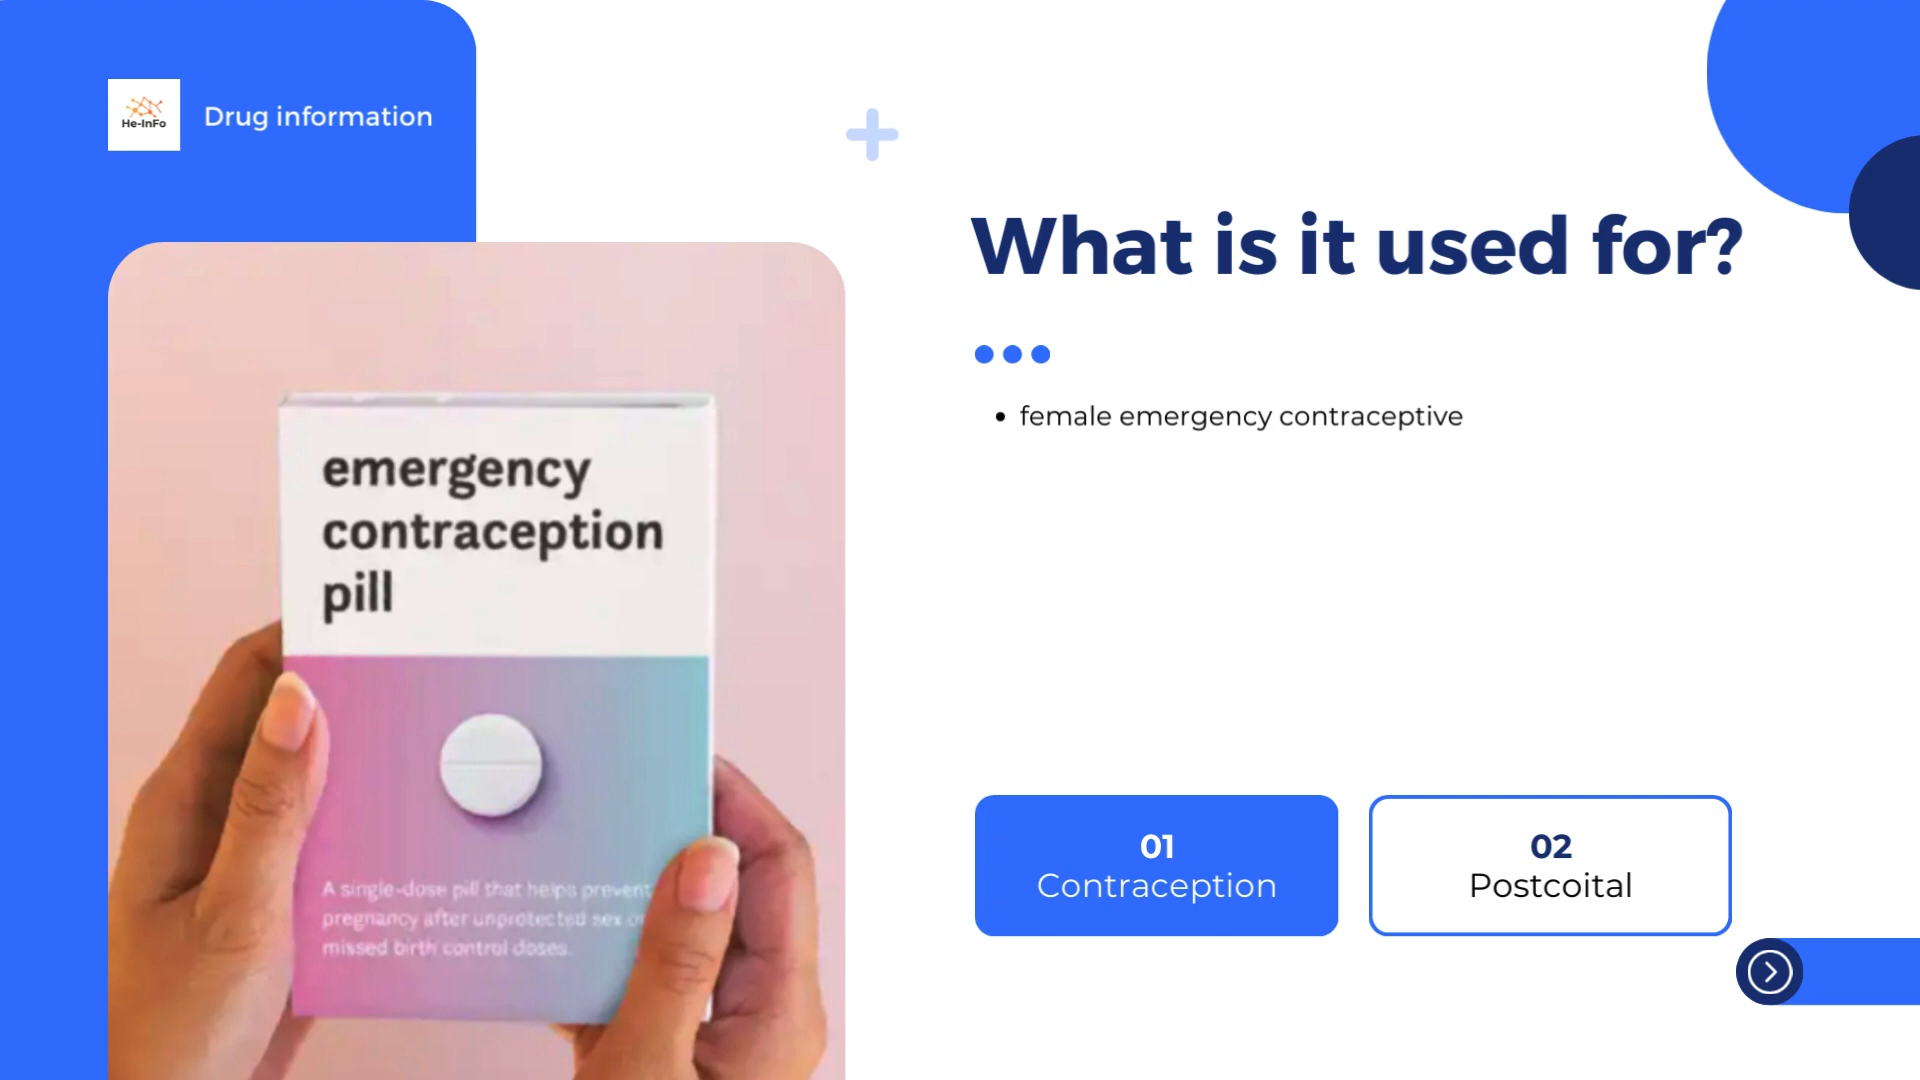 He-InFo
Drug information
What is it used for?
female emergency contraceptive
emergency
contraception
pill
A single-dose pill that helps prevent
pregnancy after unprotected sex or
missed birth control doses.
01
Contraception
02
Postcoital